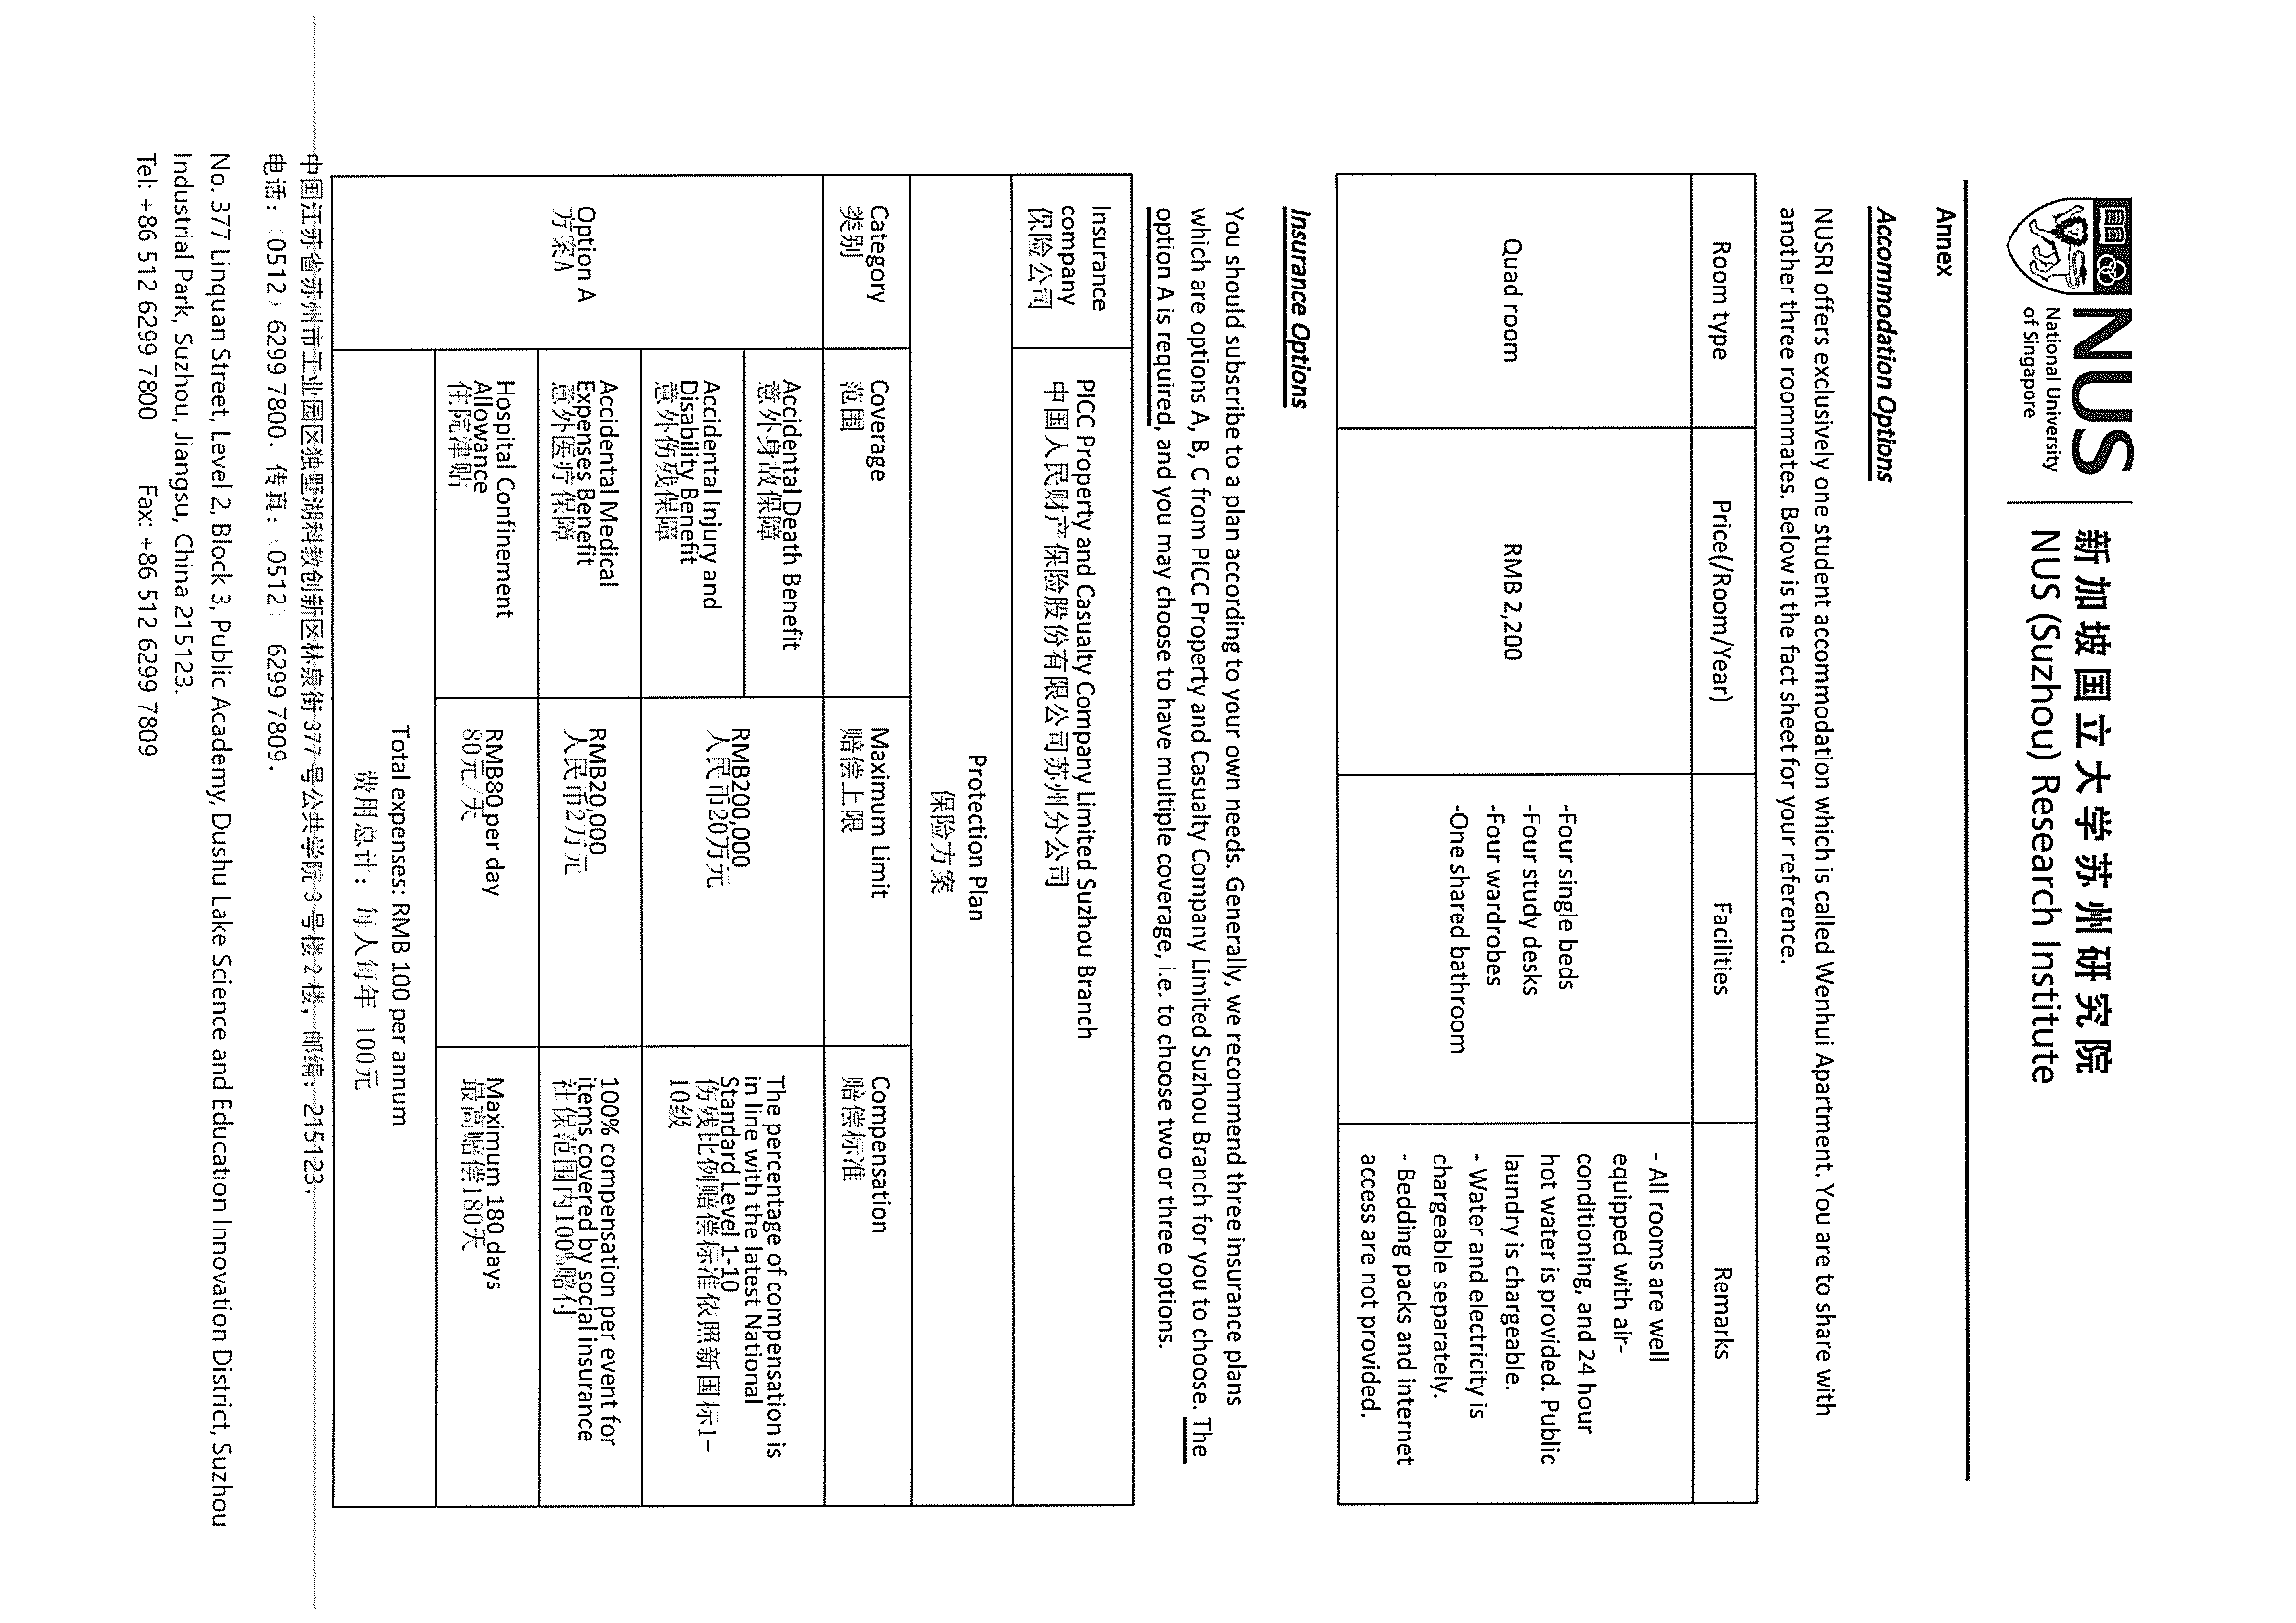 NUS
National University
of Singapore
新加坡国立大学苏州研究院
NUS (Suzhou) Research Institute
Annex
Accommodation Options
NUSRI offers exclusively one student accommodation which is called Wenhui Apartment. You are to share with
another three roommates. Below is the fact sheet for your reference.
Room type
Price(/Room/Year)
Facilities
Remarks
Quad room
RMB 2,200
-Four single beds
-Four study desks
-Four wardrobes
-One shared bathroom
- All rooms are well
equipped with air-
conditioning, and 24 hour
hot water is provided. Public
laundry is chargeable.
- Water and electricity is
chargeable separately.
- Bedding packs and internet
access are not provided.
Insurance Options
You should subscribe to a plan according to your own needs. Generally, we recommend three insurance plans
which are options A, B, C from PICC Property and Casualty Company Limited Suzhou Branch for you to choose. The
option A is required, and you may choose to have multiple coverage, i.e. to choose two or three options.
Insurance
company
保险公司
PICC Property and Casualty Company Limited Suzhou Branch
中国人民财产保险股份有限公司苏州分公司
Protection Plan
保险方案
Category
类别
Coverage
范围
Maximum Limit
赔偿上限
Compensation
赔偿标准
Option A
方案A
Accidental Death Benefit
意外身故保障
Accidental Injury and
Disability Benefit
意外伤残保障
RMB200,000
人民币20万元
The percentage of compensation is
in line with the latest National
Standard Level 1-10
伤残比例赔偿标准依照新国标1-
10级
Accidental Medical
Expenses Benefit
意外医疗保障
RMB20,000
人民币2万元
100% compensation per event for
items covered by social insurance
社保范围内100%赔付
Hospital Confinement
Allowance
住院津贴
RMB80 per day
80元/天
Maximum 180 days
最高赔偿180天
Total expenses: RMB 100 per annum
费用总计： 每人每年 100元
中国江苏省苏州市工业园区独墅湖科教创新区林泉街 377 号公共学院 3 号楼 2 楼，邮编：215123，
电话：（0512）6299 7800，传真：（0512） 6299 7809.
No. 377 Linquan Street, Level 2, Block 3, Public Academy, Dushu Lake Science and Education Innovation District, Suzhou
Industrial Park, Suzhou, Jiangsu, China 215123.
Tel: +86 512 6299 7800 Fax: +86 512 6299 7809